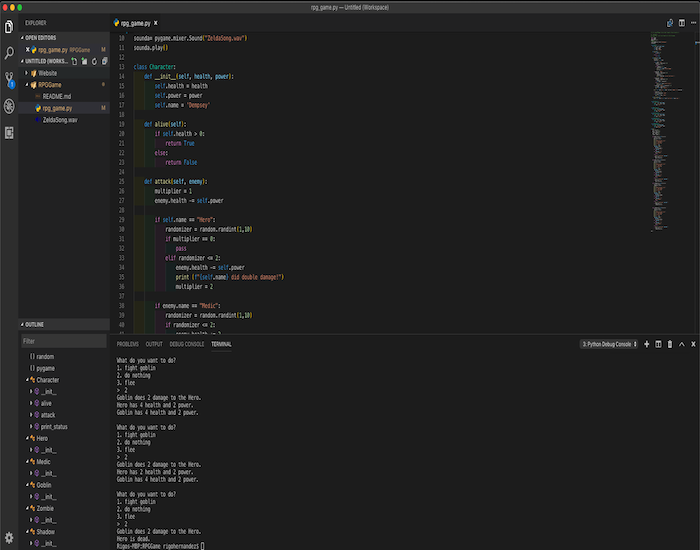 rpg_game.py — Untitled (Workspace)
EXPLORER
OPEN EDITORS
rpg_game.py RPGGame M
UNTITLED (WORKS...
Website
RPGGame
README.md
rpg_game.py M
ZeldaSong.wav
OUTLINE
Filter
random
pygame
Character
__init__
alive
attack
print_status
Hero
__init__
Medic
__init__
Goblin
__init__
Zombie
__init__
Shadow
__init__
rpg_game.py
10 sounda= pygame.mixer.Sound("ZeldaSong.wav")
11 sounda.play()
12
13 class Character:
14 def __init__(self, health, power):
15 self.health = health
16 self.power = power
17 self.name = 'Dempsey'
18
19 def alive(self):
20 if self.health > 0:
21 return True
22 else:
23 return False
24
25 def attack(self, enemy):
26 multiplier = 1
27 enemy.health -= self.power
28
29 if self.name == "Hero":
30 randomizer = random.randint(1,10)
31 if multiplier == 0:
32 pass
33 elif randomizer <= 2:
34 enemy.health -= self.power
35 print (f"{self.name} did double damage!")
36 multiplier = 2
37
38 if enemy.name == "Medic":
39 randomizer = random.randint(1,10)
40 if randomizer <= 2:
PROBLEMS OUTPUT DEBUG CONSOLE TERMINAL 3: Python Debug Console
What do you want to do?
1. fight goblin
2. do nothing
3. flee
> 2
Goblin does 2 damage to the Hero.
Hero has 4 health and 2 power.
Goblin has 4 health and 2 power.
What do you want to do?
1. fight goblin
2. do nothing
3. flee
> 2
Goblin does 2 damage to the Hero.
Hero has 2 health and 2 power.
Goblin has 4 health and 2 power.
What do you want to do?
1. fight goblin
2. do nothing
3. flee
> 2
Goblin does 2 damage to the Hero.
Hero is dead.
Rigos-MBP:RPGGame rigohernandez$